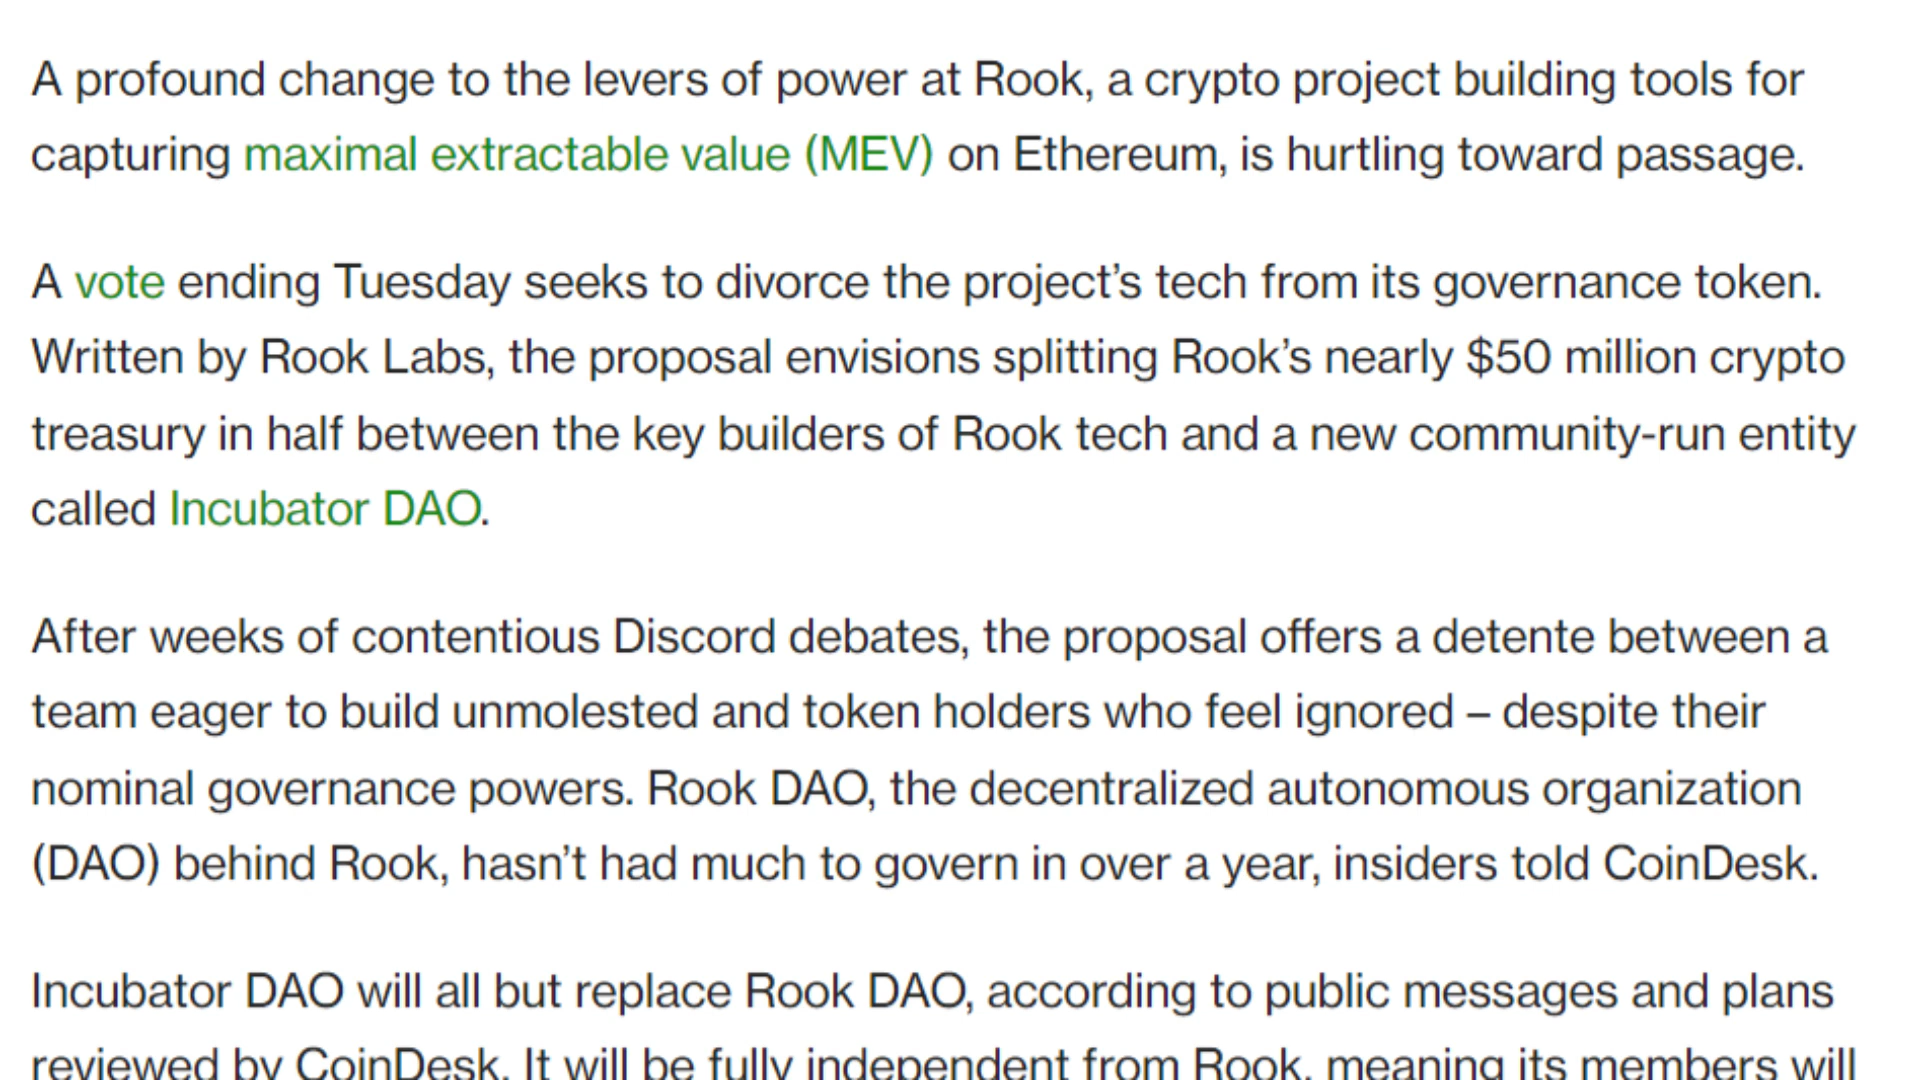 A profound change to the levers of power at Rook, a crypto project building tools for
capturing maximal extractable value (MEV) on Ethereum, is hurtling toward passage.
A vote ending Tuesday seeks to divorce the project’s tech from its governance token.
Written by Rook Labs, the proposal envisions splitting Rook’s nearly $50 million crypto
treasury in half between the key builders of Rook tech and a new community-run entity
called Incubator DAO.
After weeks of contentious Discord debates, the proposal offers a detente between a
team eager to build unmolested and token holders who feel ignored – despite their
nominal governance powers. Rook DAO, the decentralized autonomous organization
(DAO) behind Rook, hasn’t had much to govern in over a year, insiders told CoinDesk.
Incubator DAO will all but replace Rook DAO, according to public messages and plans
reviewed by CoinDesk. It will be fully independent from Rook, meaning its members will